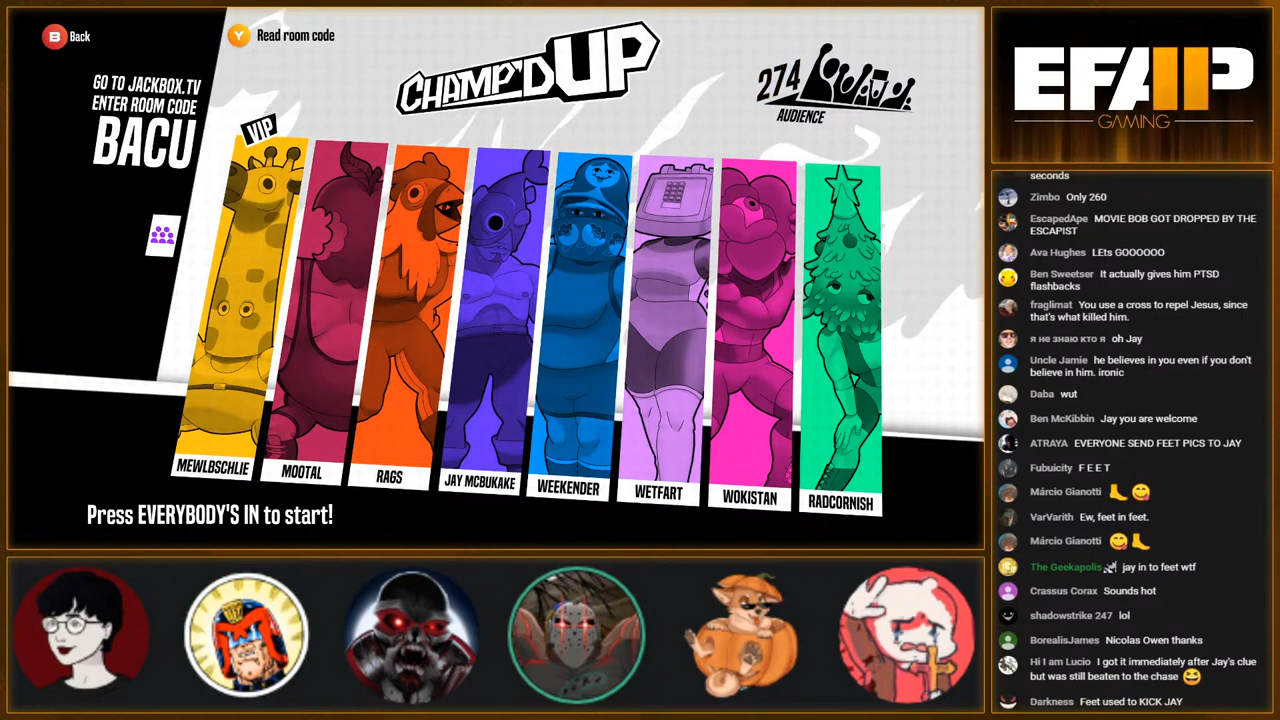 B Back
Y Read room code
GO TO JACKBOX.TV
ENTER ROOM CODE
BACU
CHAMP'D UP
274
AUDIENCE
VIP
MEWLBSCHLIE
MOOTAL
RAGS
JAY MCBUKAKE
WEEKENDER
WETFART
WOKISTAN
RADCORNISH
Press EVERYBODY'S IN to start!
EFAP
GAMING
seconds
Zimbo Only 260
EscapedApe MOVIE BOB GOT DROPPED BY THE
ESCAPIST
Ava Hughes LEts GOOOOOO
Ben Sweetser It actually gives him PTSD
flashbacks
fraglimat You use a cross to repel Jesus, since
that's what killed him.
я не знаю кто я oh Jay
Uncle Jamie he believes in you even if you don't
believe in him. ironic
Daba wut
Ben McKibbin Jay you are welcome
ATRAYA EVERYONE SEND FEET PICS TO JAY
Fubuicity F E E T
Márcio Gianotti 🦶 😋
VarVarith Ew, feet in feet.
Márcio Gianotti 😋 🦶
The Geekapolis jay in to feet wtf
Crassus Corax Sounds hot
shadowstrike 247 lol
BorealisJames Nicolas Owen thanks
Hi I am Lucio I got it immediately after Jay's clue
but was still beaten to the chase 😆
Darkness Feet used to KICK JAY